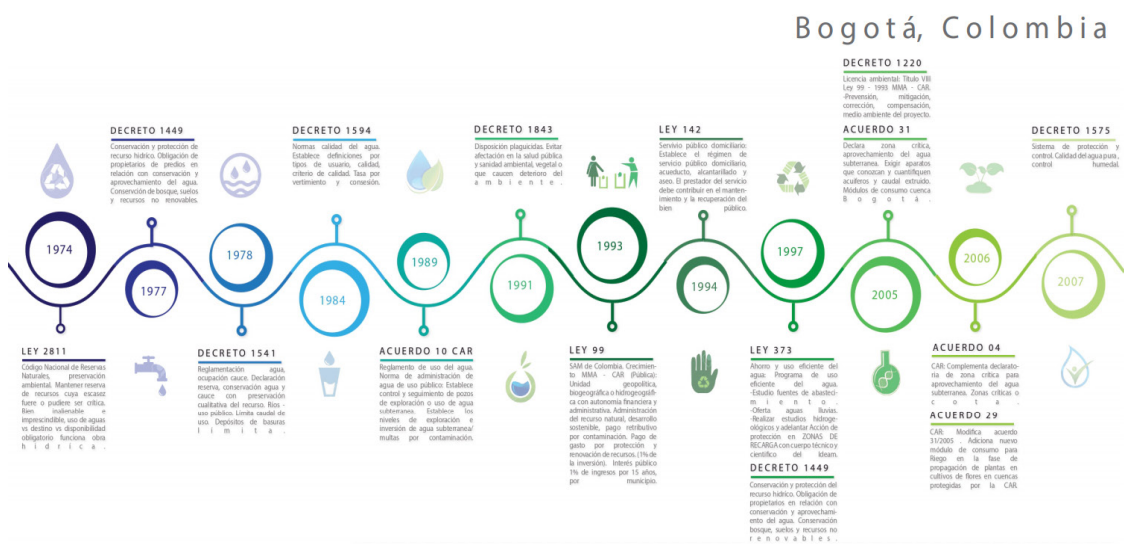 Bogotá, Colombia
DECRETO 1220
Licencia ambiental: Título VIII
Ley 99 - 1993 MMA - CAR.
-Prevención, mitigación,
corrección, compensación,
medio ambiente del proyecto.
ACUERDO 31
Declara zona crítica,
aprovechamiento del agua
subterranea. Exigir aparatos
que conozcan y cuantifiquen
acuíferos y caudal extruido.
Módulos de consumo cuenca
Bogotá.
DECRETO 1449
Conservación y protección de
recurso hídrico. Obligación de
propietarios de predios en
relación con conservación y
aprovechamiento del agua.
Conservción de bosque, suelos
y recursos no renovables.
DECRETO 1594
Normas calidad del agua.
Establece definiciones por
tipos de usuario, calidad,
criterio de calidad. Tasa por
vertimiento y consesión.
DECRETO 1843
Disposición plaguicidas. Evitar
afectación en la salud pública
y sanidad ambiental, vegetal o
que causen deterioro del
ambiente.
LEY 142
Servivio público domiciliario:
Establece el régimen de
servicio público domiciliario,
acueducto, alcantarillado y
aseo. El prestador del servicio
debe contribuir en el manten-
imiento y la recuperación del
bien público.
DECRETO 1575
Sistema de protección y
control. Calidad del agua pura,
control humedal.
1974
1977
1978
1984
1989
1991
1993
1994
1997
2005
2006
2007
LEY 2811
Código Nacional de Reservas
Naturales, presenación
ambiental. Mantener reserva
de recursos cuya escasez
fuere o pudiere ser crítica.
Bien inalienable e
imprescindible, uso de aguas
vs destino vs disponibilidad
obligatorio funciona obra
hídrica.
DECRETO 1541
Reglamentación agua,
ocupación cauce. Declaración
reserva, conservación agua y
cauce con preservación
cualitativa del recurso. Rios -
uso público. Límita caudal de
uso. Depósitos de basuras
límita.
ACUERDO 10 CAR
Reglamento de uso del agua.
Norma de administración de
agua de uso público: Establece
control y seguimiento de pozos
de exploración o uso de agua
subterranea. Establece los
niveles de exploración e
inversión de agua subterranea/
multas por contaminación.
LEY 99
SAM de Colombia. Crecimien-
to MMA - CAR (Pública):
Unidad geopolítica,
biogeográfica o hidrogeográfi-
ca con autonomía financiera y
administrativa. Administración
del recurso natural, desarrollo
sostenible, pago retributivo
por contaminación. Pago de
gasto por protección y
renovación de recursos. (1% de
la inversión). Interés público
1% de ingresos por 15 años,
por municipio.
LEY 373
Ahorro y uso eficiente del
agua: Programa de uso
eficiente del agua.
-Estudio fuentes de abasteci-
miento.
-Oferta aguas lluvias.
-Realizar estudios hidroge-
ológicos y adelantar Acción de
protección en ZONAS DE
RECARGA con cuerpo técnico y
científico del Ideam.
DECRETO 1449
Conservación y protección del
recurso hídrico. Obligación de
propietarios en relación con
conservación y aprovechami-
ento del agua. Conservación
bosque, suelos y recursos no
renovables.
ACUERDO 04
CAR: Complementa declarato-
ria de zona crítica para
aprovechamiento del agua
subterranea. Zonas críticas o
cota.
ACUERDO 29
CAR: Modifica acuerdo
31/2005 . Adiciona nuevo
módulo de consumo para
Riego en la fase de
propagación de plantas en
cultivos de flores en cuencas
protegidas por la CAR.